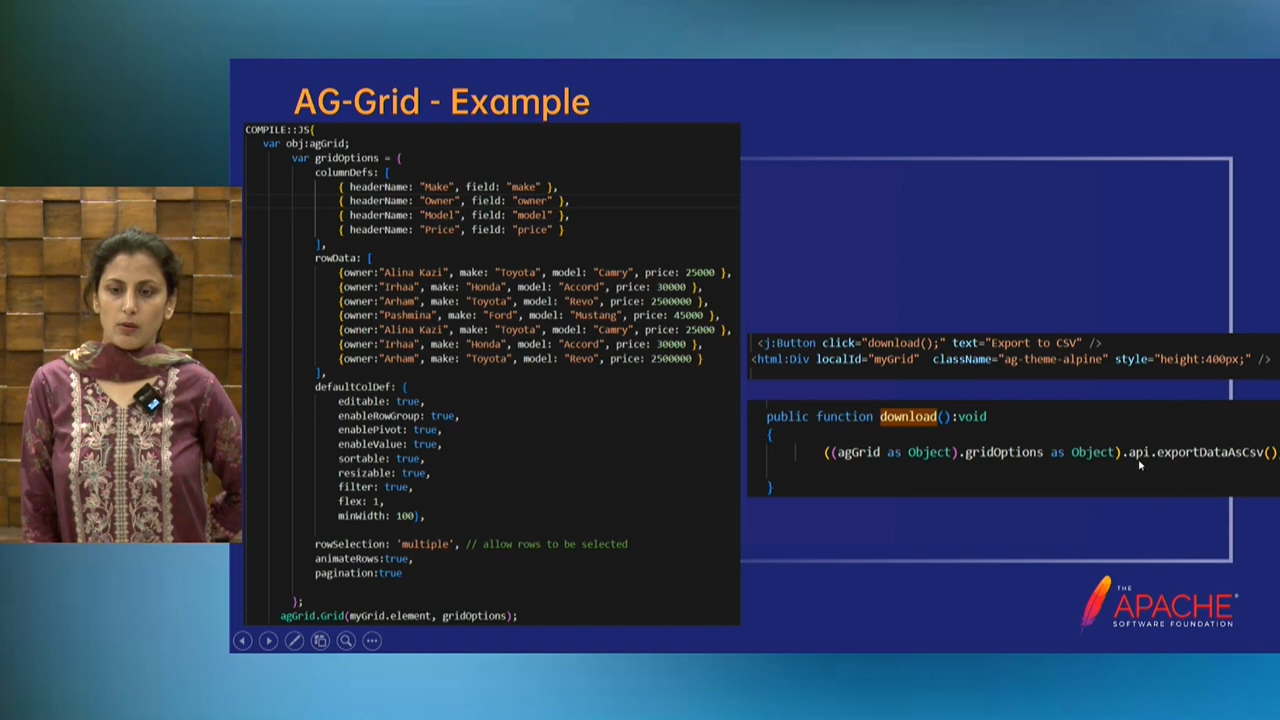 AG-Grid - Example
COMPILE::JS{
var obj:agGrid;
var gridOptions = {
columnDefs: [
{ headerName: "Make", field: "make" },
{ headerName: "Owner", field: "owner" },
{ headerName: "Model", field: "model" },
{ headerName: "Price", field: "price" }
],
rowData: [
{owner:"Alina Kazi", make: "Toyota", model: "Camry", price: 25000 },
{owner:"Irhaa", make: "Honda", model: "Accord", price: 30000 },
{owner:"Arham", make: "Toyota", model: "Revo", price: 2500000 },
{owner:"Pashmina", make: "Ford", model: "Mustang", price: 45000 },
{owner:"Alina Kazi", make: "Toyota", model: "Camry", price: 25000 },
{owner:"Irhaa", make: "Honda", model: "Accord", price: 30000 },
{owner:"Arham", make: "Toyota", model: "Revo", price: 2500000 }
],
defaultColDef: {
editable: true,
enableRowGroup: true,
enablePivot: true,
enableValue: true,
sortable: true,
resizable: true,
filter: true,
flex: 1,
minWidth: 100},
rowSelection: 'multiple', // allow rows to be selected
animateRows:true,
pagination:true
};
agGrid.Grid(myGrid.element, gridOptions);
<j:Button click="download();" text="Export to CSV" />
<html:Div localId="myGrid" className="ag-theme-alpine" style="height:400px;" />
public function download():void
{
((agGrid as Object).gridOptions as Object).api.exportDataAsCsv()
}
THE
APACHE
SOFTWARE FOUNDATION